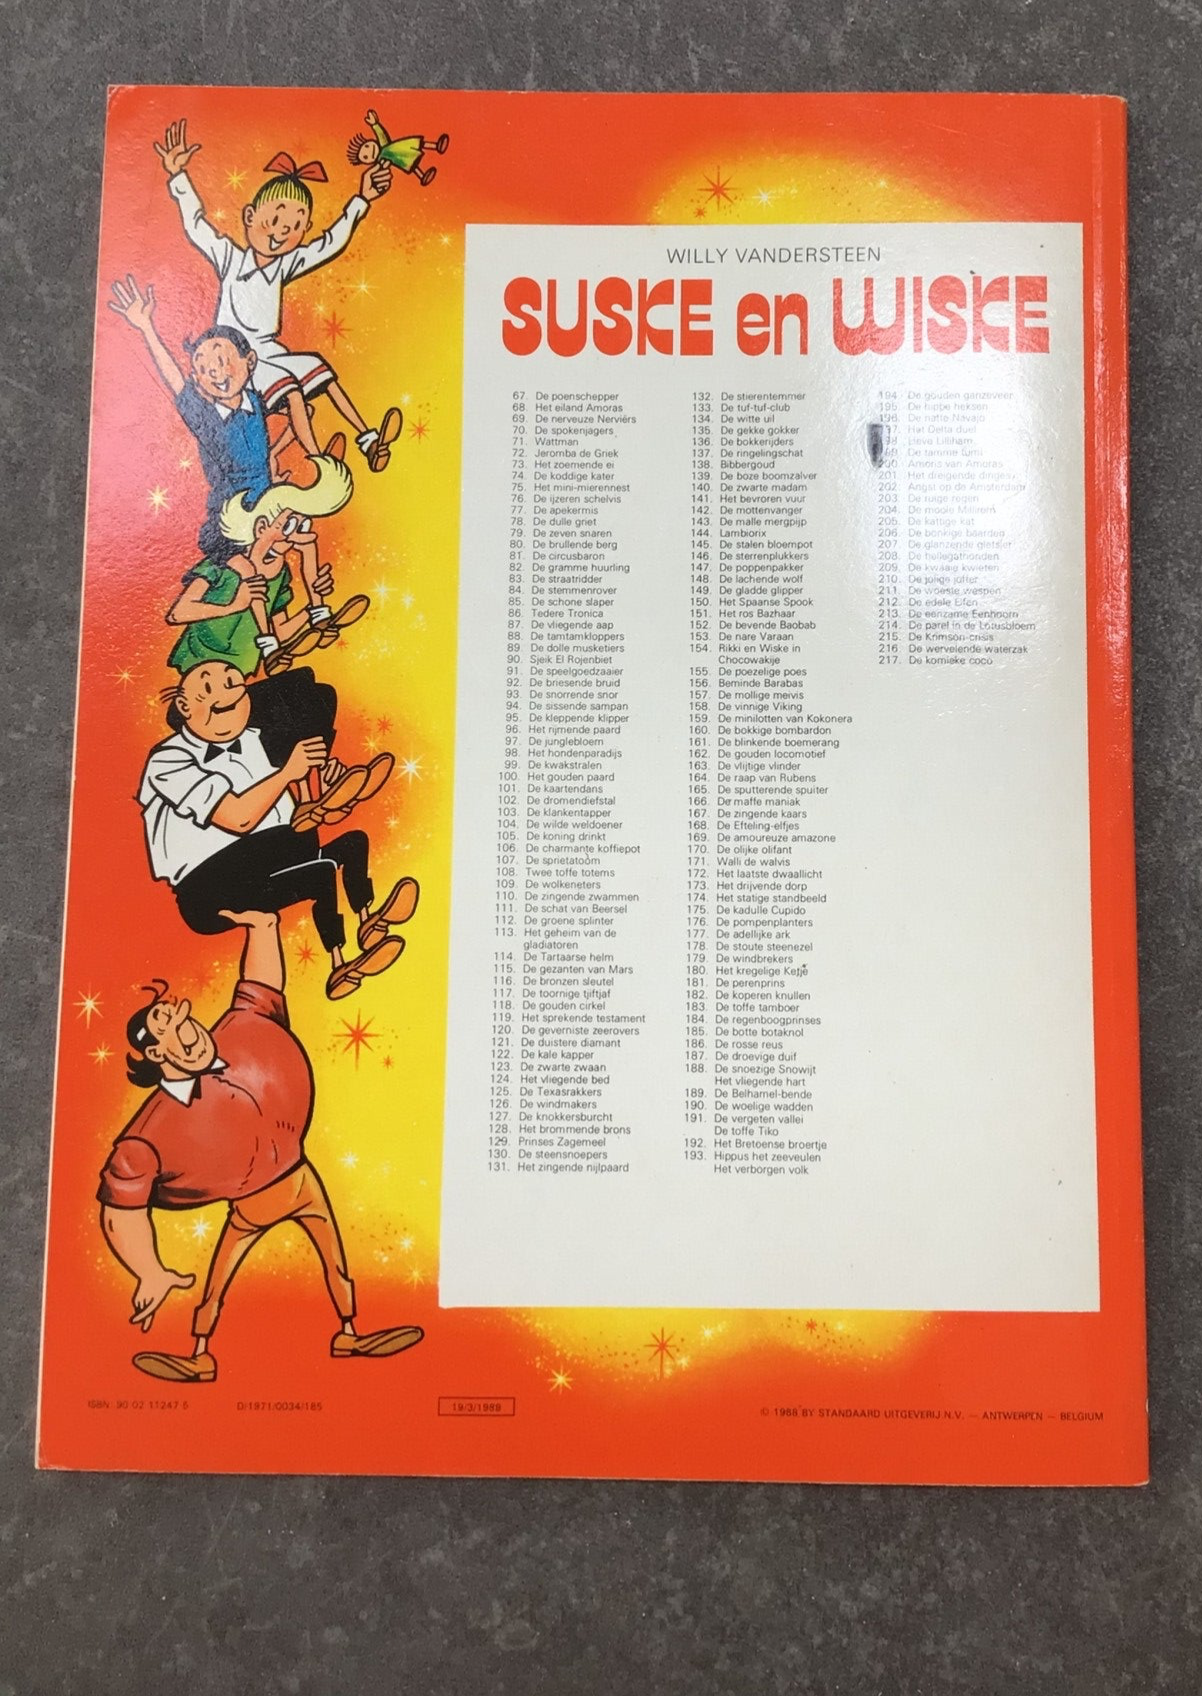 WILLY VANDERSTEEN
SUSKE en WISKE
67. De poenschepper
68. Het eiland Amoras
69. De nerveuze Nerviërs
70. De spokenjagers
71. Wattman
72. Jeromba de Griek
73. Het zoemende ei
74. De koddige kater
75. Het mini-mierennest
76. De ijzeren schelvis
77. De apekermis
78. De dulle griet
79. De zeven snaren
80. De brullende berg
81. De circusbaron
82. De gramme huurling
83. De straatridder
84. De stemmenrover
85. De schone slaper
86. Tedere Tronica
87. De vliegende aap
88. De tamtamkloppers
89. De dolle musketiers
90. Sjeik El Rojenbiet
91. De speelgoedzaaier
92. De briesende bruid
93. De snorrende snor
94. De sissende sampan
95. De kleppende klipper
96. Het rijmende paard
97. De junglebloem
98. Het hondenparadijs
99. De kwakstralen
100. Het gouden paard
101. De kaartendans
102. De dromendiefstal
103. De klankentapper
104. De wilde weldoener
105. De koning drinkt
106. De charmante koffiepot
107. De sprietatoom
108. Twee toffe totems
109. De wolkeneters
110. De zingende zwammen
111. De schat van Beersel
112. De groene splinter
113. Het geheim van de
gladiatoren
114. De Tartaarse helm
115. De gezanten van Mars
116. De bronzen sleutel
117. De toornige tjiftjaf
118. De gouden cirkel
119. Het sprekende testament
120. De geverniste zeerovers
121. De duistere diamant
122. De kale kapper
123. De zwarte zwaan
124. Het vliegende bed
125. De Texasrakkers
126. De windmakers
127. De knokkersburcht
128. Het brommende brons
129. Prinses Zagemeel
130. De steensnoepers
131. Het zingende nijlpaard
132. De stierentemmer
133. De tuf-tuf-club
134. De witte uil
135. De gekke gokker
136. De bokkerijders
137. De ringelingschat
138. Bibbergoud
139. De boze boomzalver
140. De zwarte madam
141. Het bevroren vuur
142. De mottenvanger
143. De malle mergpijp
144. Lambiorix
145. De stalen bloempot
146. De sterrenplukkers
147. De poppenpakker
148. De lachende wolf
149. De gladde glipper
150. Het Spaanse Spook
151. Het ros Bazhaar
152. De bevende Baobab
153. De nare Varaan
154. Rikki en Wiske in
Chocowakije
155. De poezelige poes
156. Beminde Barabas
157. De mollige meivis
158. De vinnige Viking
159. De minilotten van Kokonera
160. De bokkige bombardon
161. De blinkende boemerang
162. De gouden locomotief
163. De vlijtige vlinder
164. De raap van Rubens
165. De sputterende spuiter
166. De maffe maniak
167. De zingende kaars
168. De Efteling-elfjes
169. De amoureuze amazone
170. De olijke olifant
171. Walli de walvis
172. Het laatste dwaallicht
173. Het drijvende dorp
174. Het statige standbeeld
175. De kadulle Cupido
176. De pompenplanters
177. De adellijke ark
178. De stoute steenezel
179. De windbrekers
180. Het kregelige Ketje
181. De perenprins
182. De koperen knullen
183. De toffe tamboer
184. De regenboogprinses
185. De botte botaknol
186. De rosse reus
187. De droevige duif
188. De snoezige Snowijt
Het vliegende hart
189. De Belhamel-bende
190. De woelige wadden
191. De vergeten vallei
De toffe Tiko
192. Het Bretoense broertje
193. Hippus het zeeveulen
Het verborgen volk
194. De gouden ganzeveer
195. De hippe heksen
196. De natte Navajo
Het Delta duel
Lieve Lilliham
De tamme tumi
200. Amoris van Amoras
201. Het dreigende dinges
202. Angst op de Amsterdam
203. De ruige regen
204. De mooie Millirem
205. De kattige kat
206. De bonkige baarden
207. De glanzende gletsjer
208. De hellegathonden
209. De kwaaie kwieten
210. De jolige joffer
211. De woeste wespen
212. De edele Elfen
213. De eenzame Eenhoorn
214. De parel in de Lotusbloem
215. De Krimson-crisis
216. De wervelende waterzak
217. De komieke coco
ISBN 90 02 11247 6 D/1971/0034/185 19/3/1989 © 1988 BY STANDAARD UITGEVERIJ N.V. — ANTWERPEN — BELGIUM